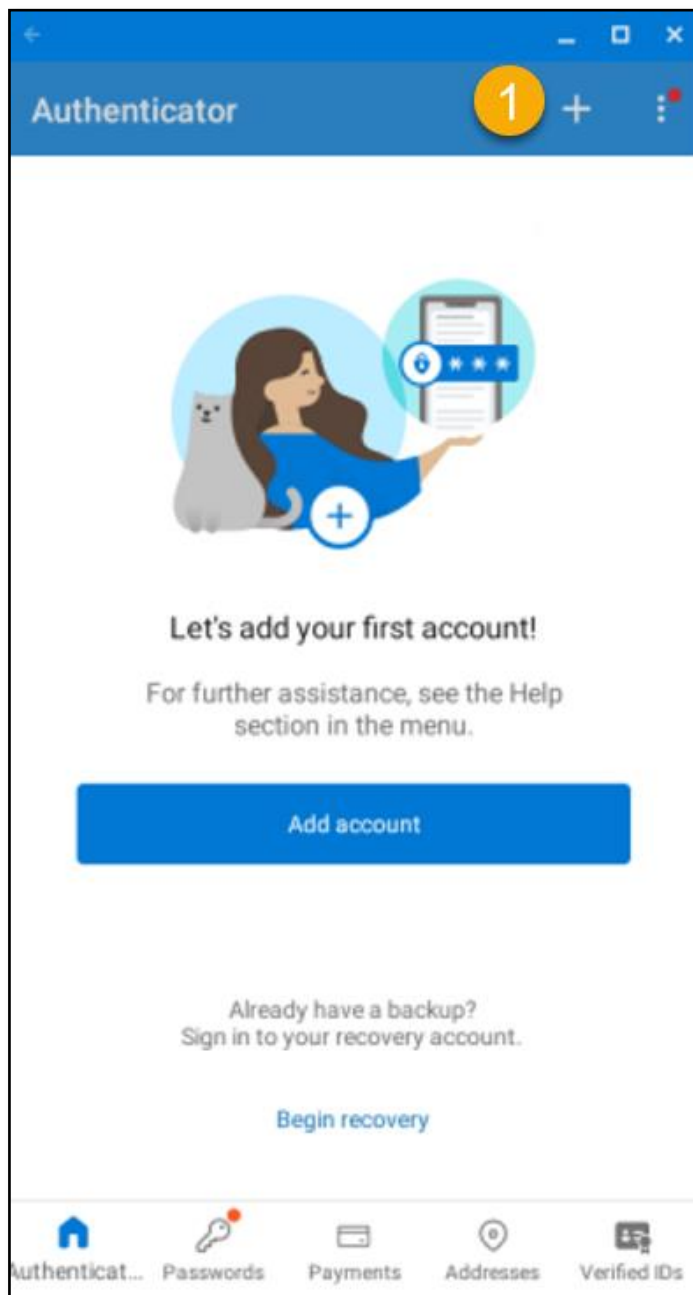 1
Authenticator
* * *
Let's add your first account!
For further assistance, see the Help
section in the menu.
Add account
Already have a backup?
Sign in to your recovery account.
Begin recovery
Authenticat... Passwords Payments Addresses Verified IDs